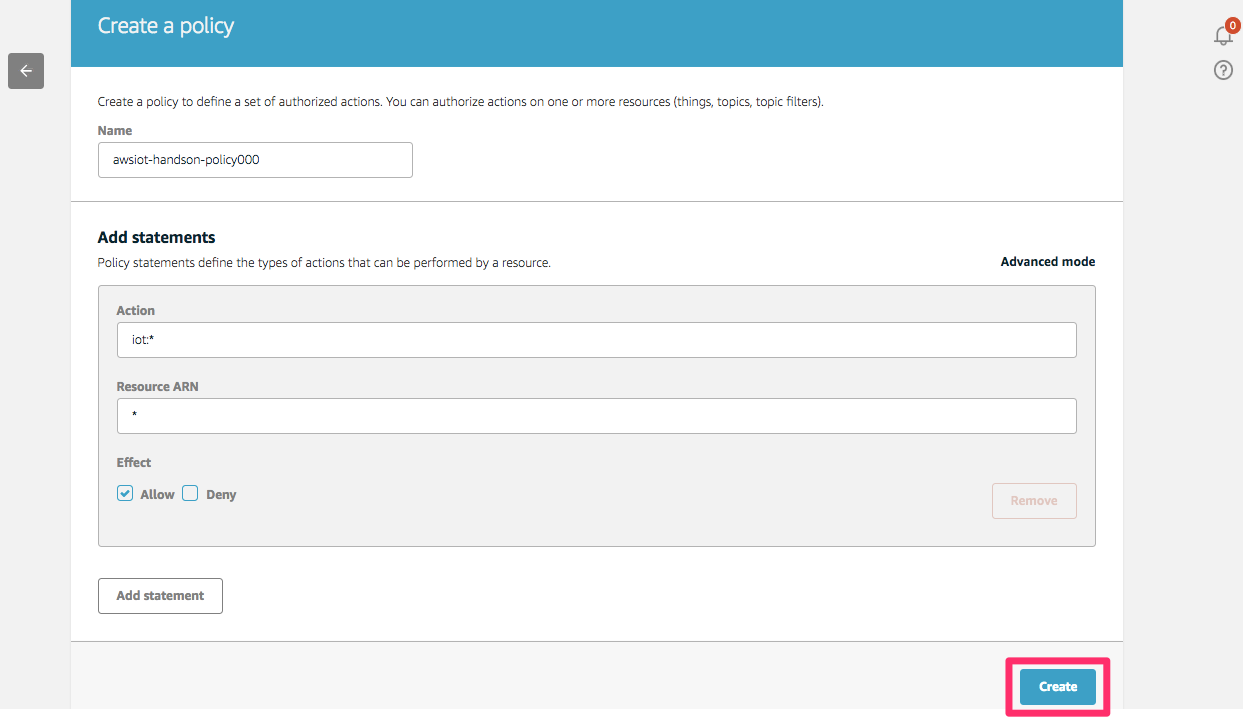 Create a policy
0
Create a policy to define a set of authorized actions. You can authorize actions on one or more resources (things, topics, topic filters).
Name
awsiot-handson-policy000
Add statements
Policy statements define the types of actions that can be performed by a resource.
Advanced mode
Action
iot:*
Resource ARN
*
Effect
Allow Deny
Remove
Add statement
Create